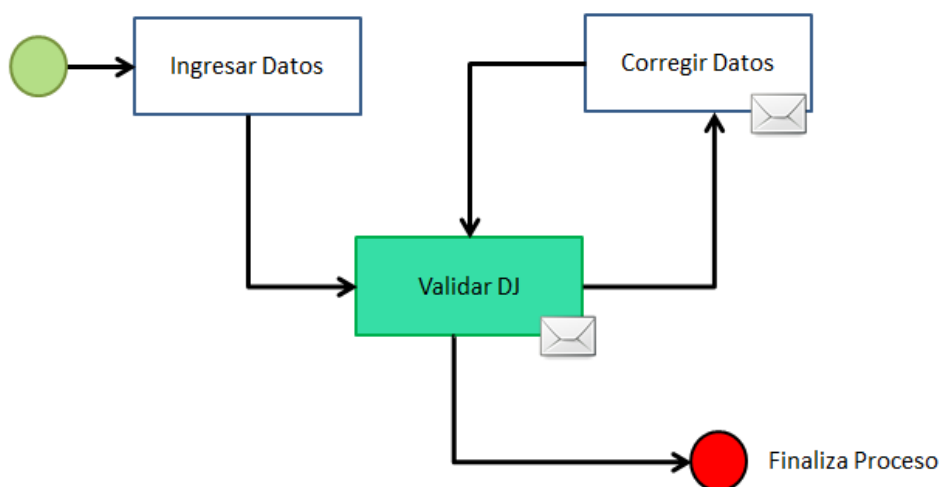 Ingresar Datos
Corregir Datos
Validar DJ
Finaliza Proceso